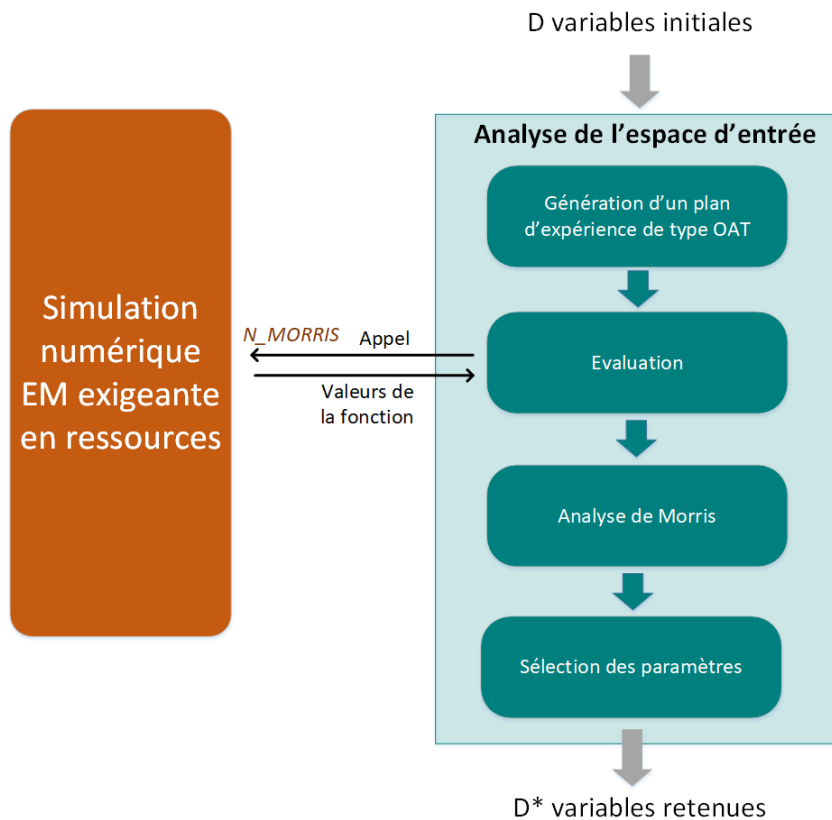 D variables initiales
Analyse de l'espace d'entrée
Génération d'un plan
d'expérience de type OAT
Simulation
numérique
EM exigeante
en ressources
N_MORRIS
Appel
Valeurs de
la fonction
Evaluation
Analyse de Morris
Sélection des paramètres
D* variables retenues